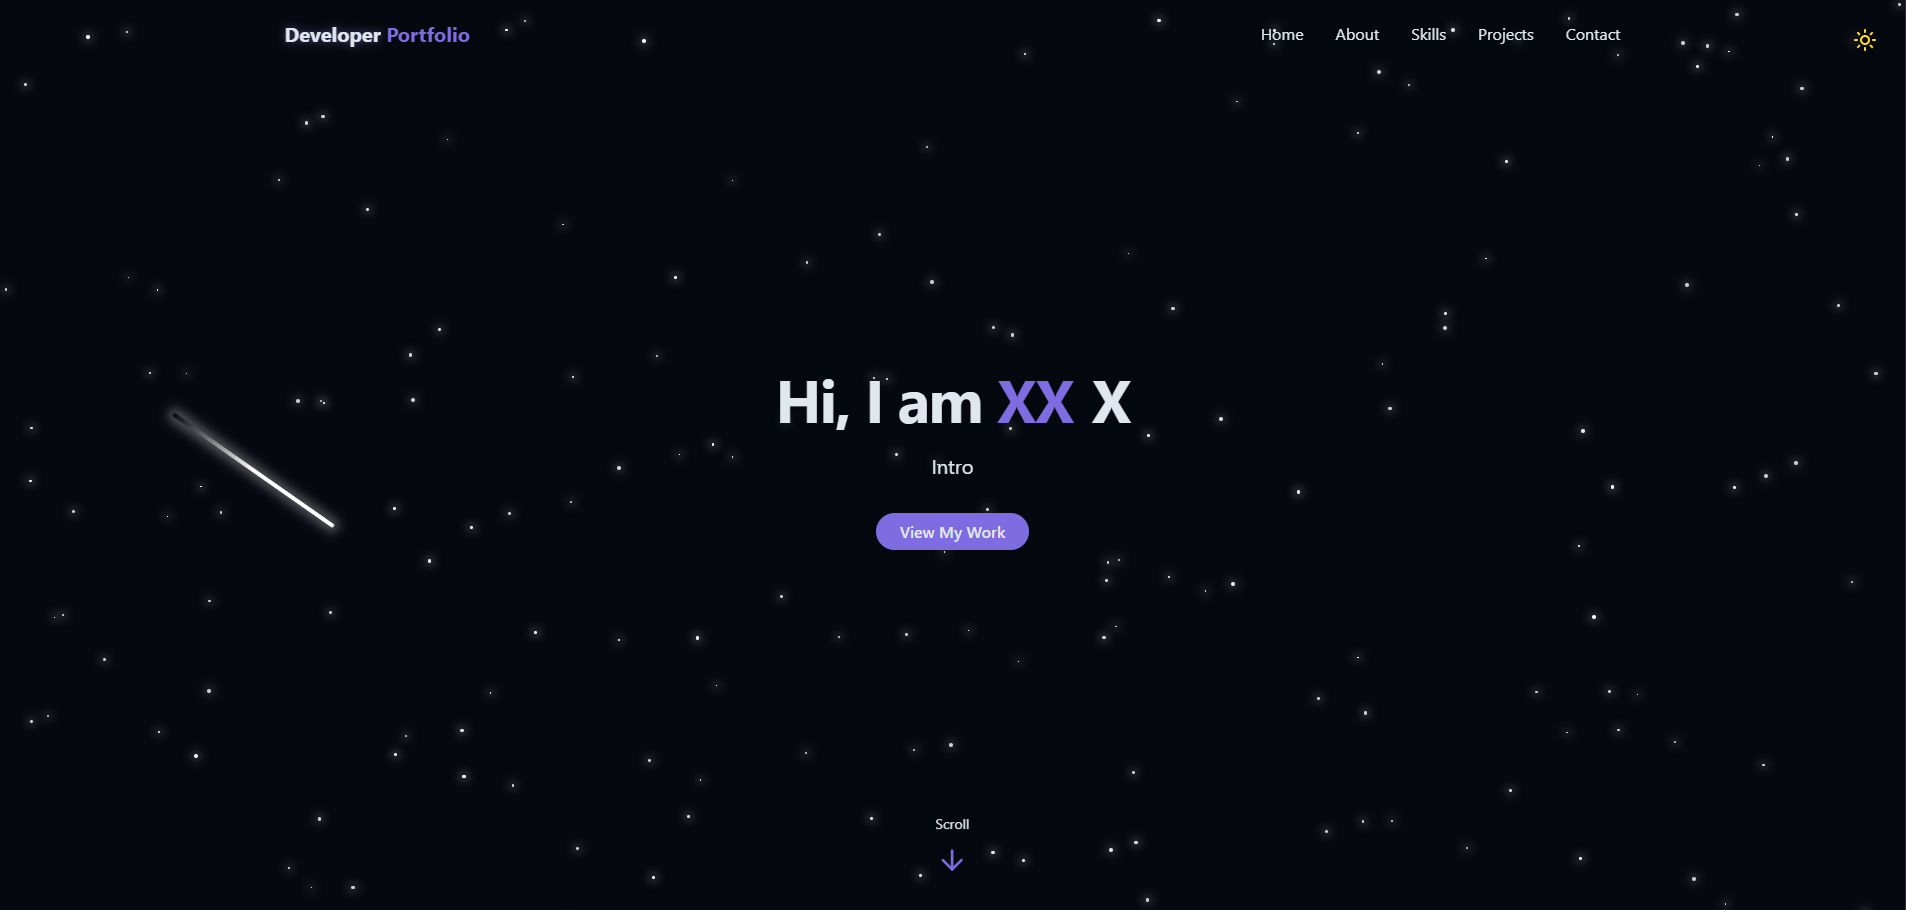 Developer Portfolio
Home About Skills Projects Contact
Hi, I am XX X
Intro
View My Work
Scroll